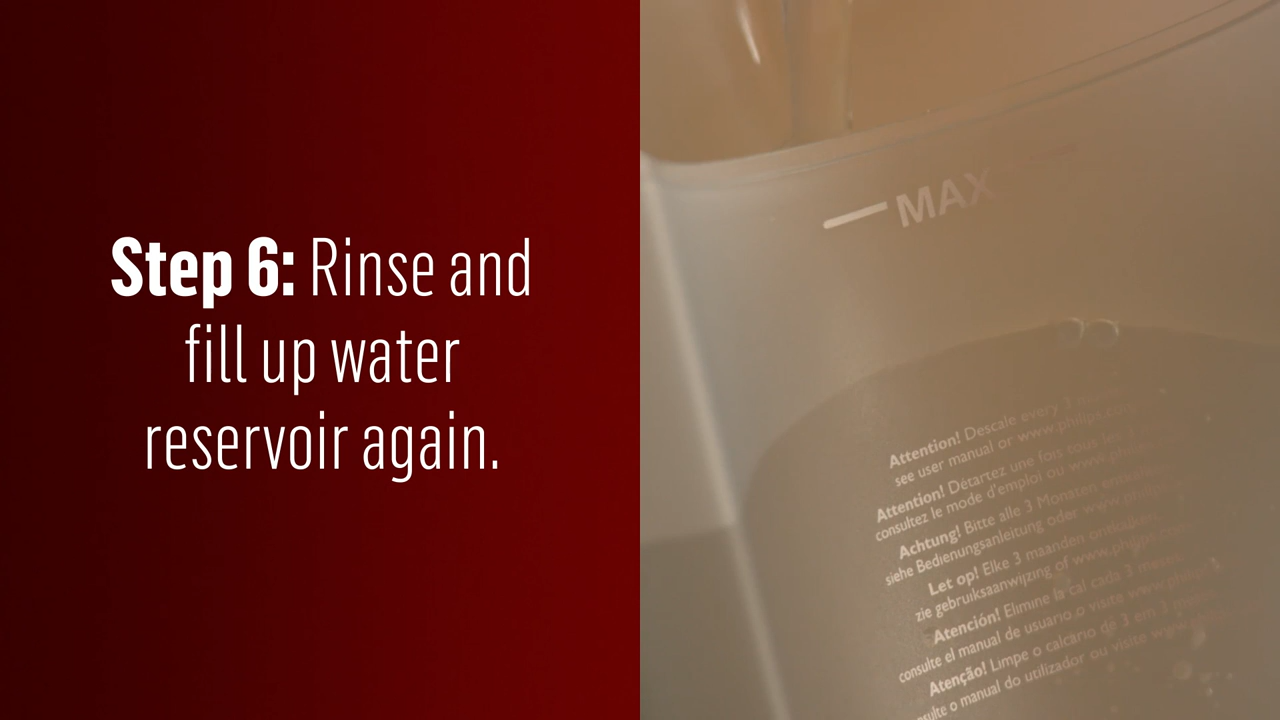 Step 6: Rinse and
fill up water
reservoir again.
MAX
Attention! Descale every
see user manual or www.philips.com
Attention! Détartez une fois tous les
consultez le mode d'emploi ou www.philips
Achtung! Bitte alle 3 Monaten entkalken
siehe Bedienungsanleitung oder www.philips
Let op! Elke 3 maanden ontkalken
zie gebruiksaanwijzing of www.philips.com
Atención! Elimine la cal cada 3 meses
consulte el manual de usuario o visite www.philips
Atenção! Limpe o calcário de 3 em 3
o manual do utilizador ou visite www.philips